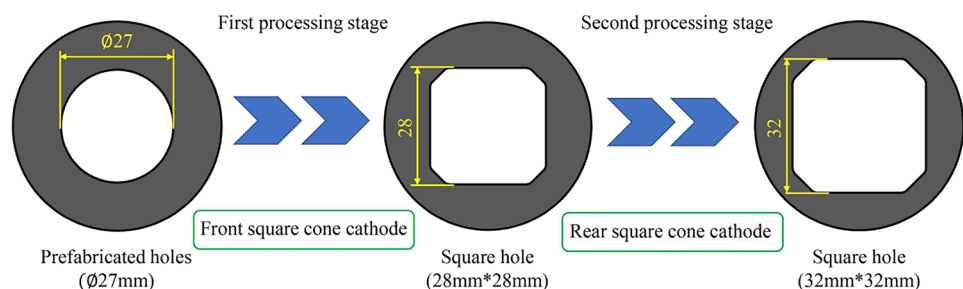 First processing stage
Second processing stage
Ø27
28
32
Front square cone cathode
Rear square cone cathode
Prefabricated holes
(Ø27mm)
Square hole
(28mm*28mm)
Square hole
(32mm*32mm)